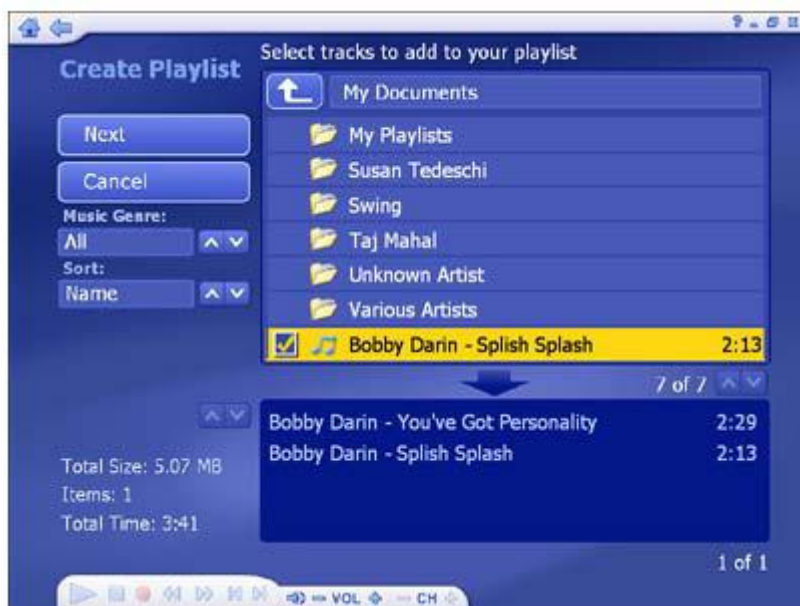 Create Playlist
Select tracks to add to your playlist
My Documents
Next
Cancel
Music Genre:
All
Sort:
Name
My Playlists
Susan Tedeschi
Swing
Taj Mahal
Unknown Artist
Various Artists
Bobby Darin - Splish Splash 2:13
7 of 7
Bobby Darin - You've Got Personality 2:29
Bobby Darin - Splish Splash 2:13
Total Size: 5.07 MB
Items: 1
Total Time: 3:41
1 of 1
VOL CH